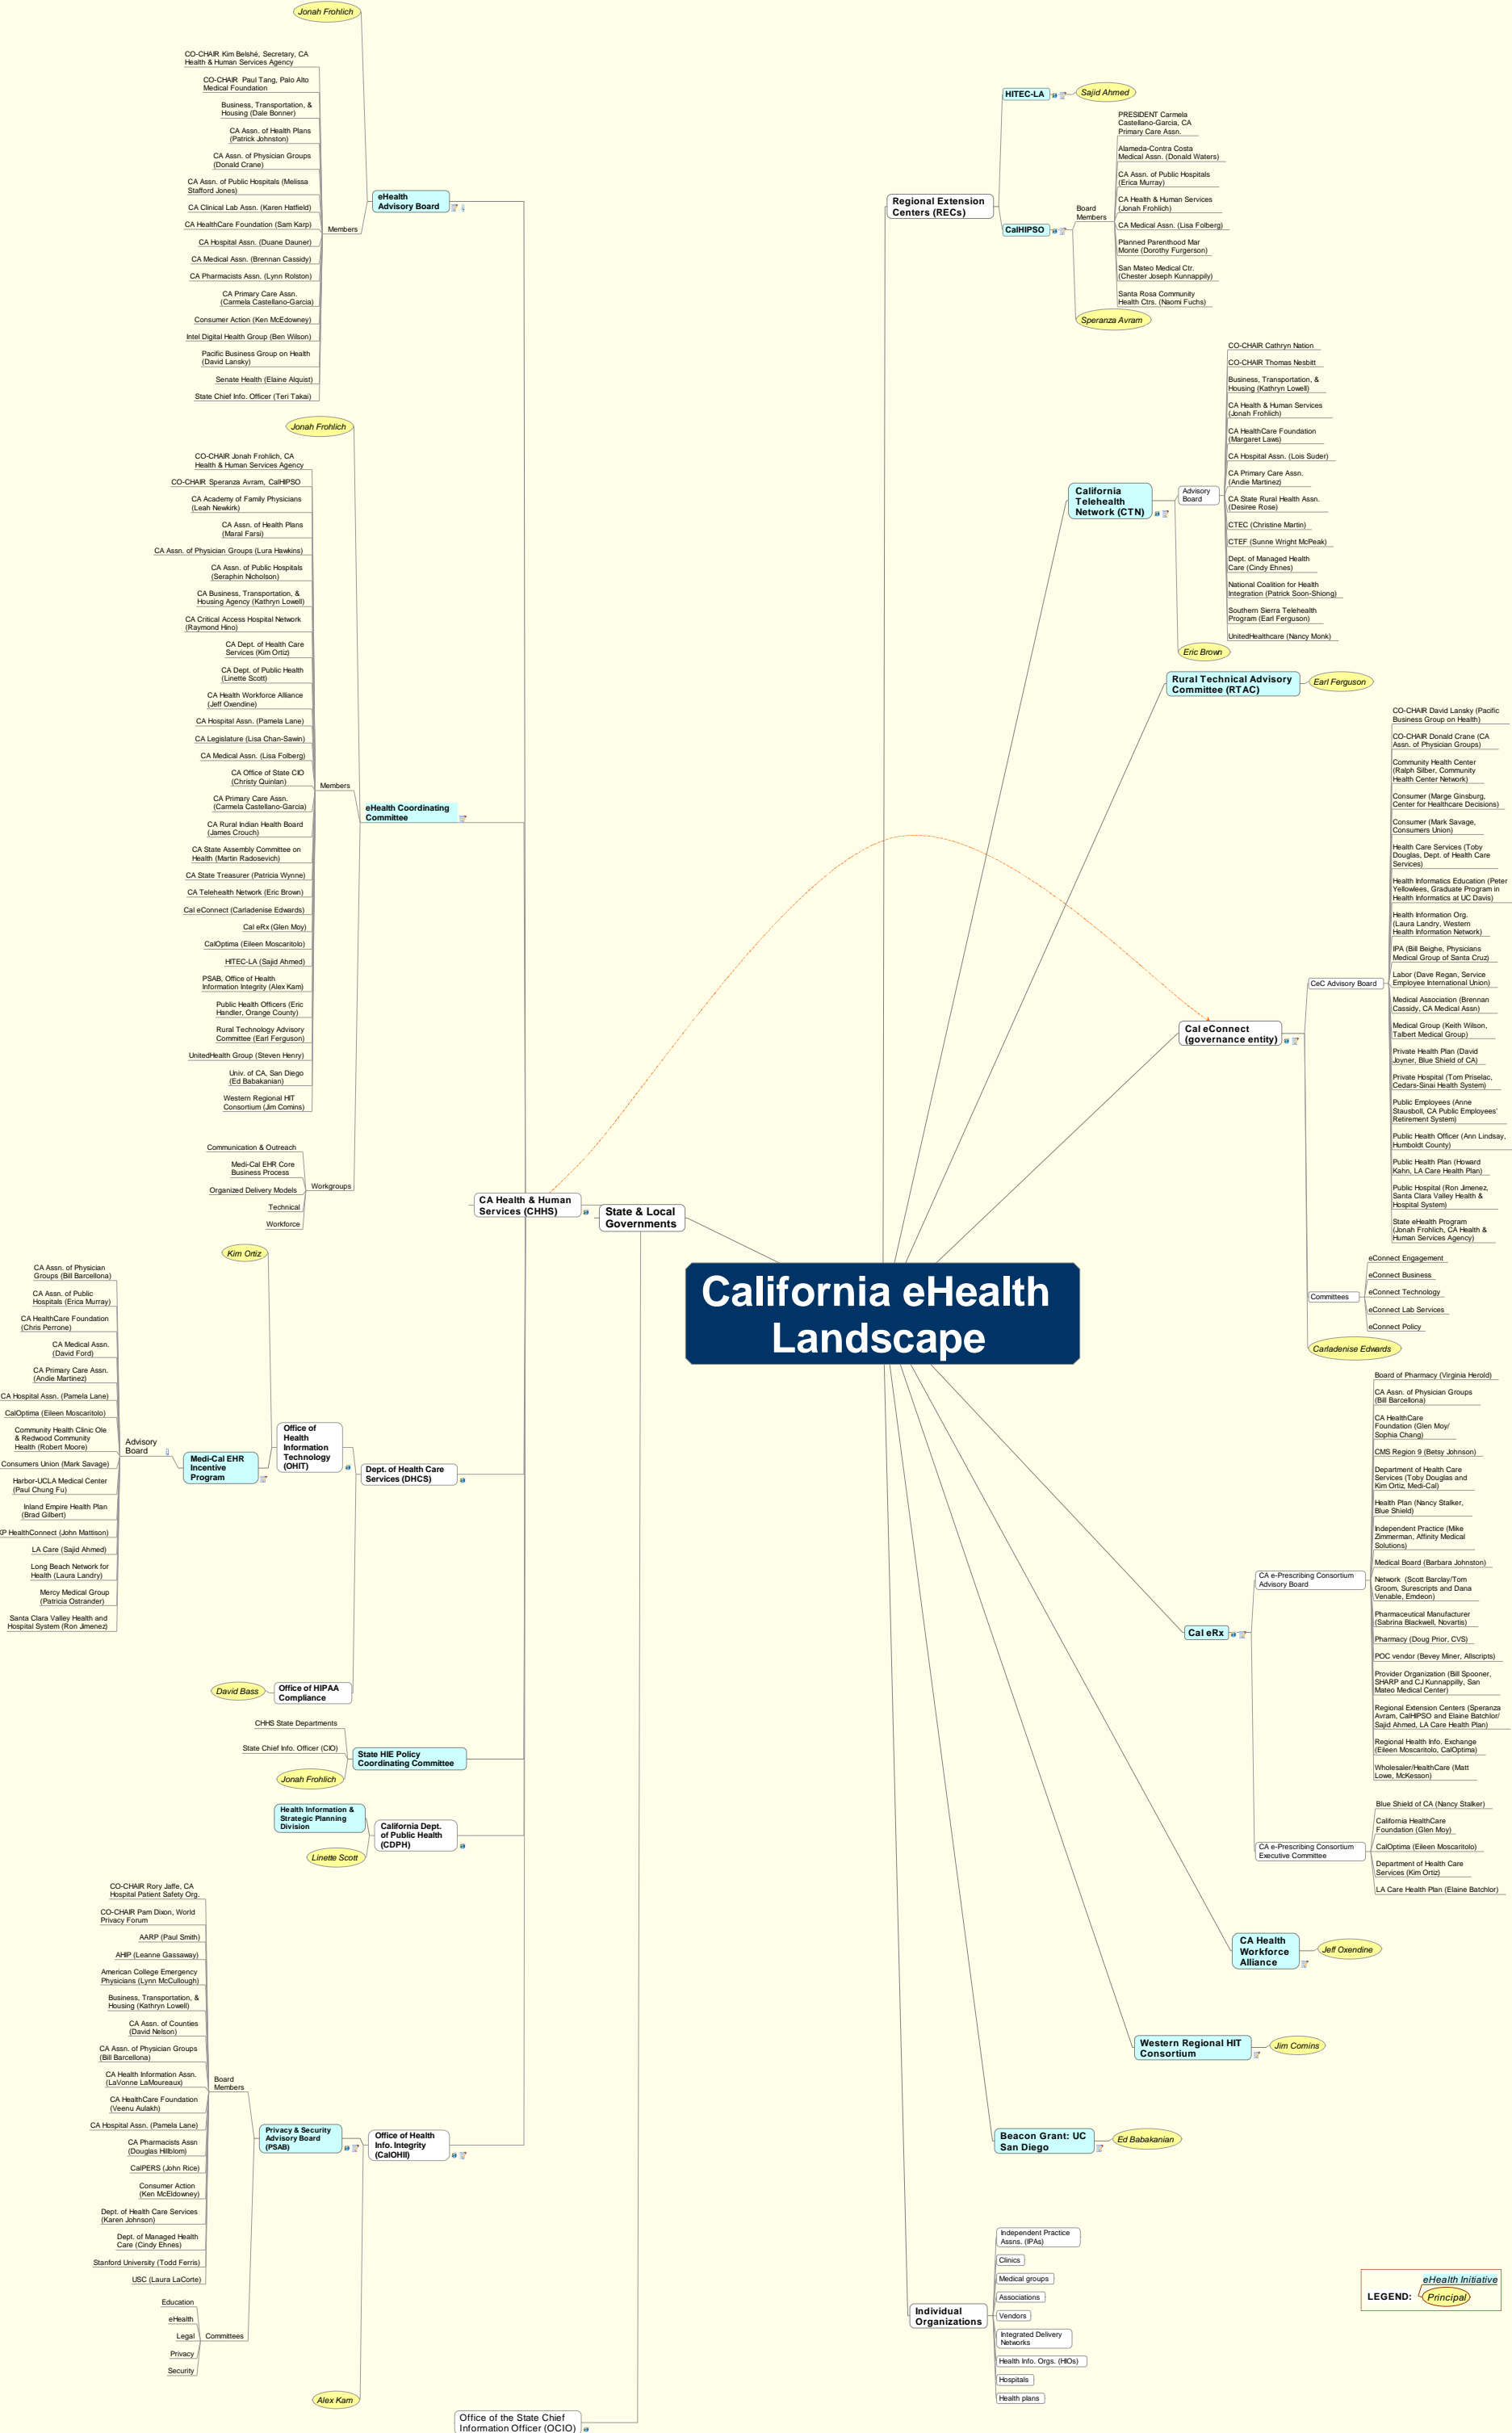 California eHealth
Landscape
State & Local
Governments
CA Health & Human
Services (CHHS)
Jonah Frohlich
eHealth
Advisory Board
Members
CO-CHAIR Kim Belshé, Secretary, CA
Health & Human Services Agency
CO-CHAIR  Paul Tang, Palo Alto
Medical Foundation
Business, Transportation, &
Housing (Dale Bonner)
CA Assn. of Health Plans
(Patrick Johnston)
CA Assn. of Physician Groups
(Donald Crane)
CA Assn. of Public Hospitals (Melissa
Stafford Jones)
CA Clinical Lab Assn. (Karen Hatfield)
CA HealthCare Foundation (Sam Karp)
CA Hospital Assn. (Duane Dauner)
CA Medical Assn. (Brennan Cassidy)
CA Pharmacists Assn. (Lynn Rolston)
CA Primary Care Assn.
(Carmela Castellano-Garcia)
Consumer Action (Ken McEdowney)
Intel Digital Health Group (Ben Wilson)
Pacific Business Group on Health
(David Lansky)
Senate Health (Elaine Alquist)
State Chief Info. Officer (Teri Takai)
Jonah Frohlich
eHealth Coordinating
Committee
Members
CO-CHAIR Jonah Frohlich, CA
Health & Human Services Agency
CO-CHAIR Speranza Avram, CalHIPSO
CA Academy of Family Physicians
(Leah Newkirk)
CA Assn. of Health Plans
(Maral Farsi)
CA Assn. of Physician Groups (Lura Hawkins)
CA Assn. of Public Hospitals
(Seraphin Nicholson)
CA Business, Transportation, &
Housing Agency (Kathryn Lowell)
CA Critical Access Hospital Network
(Raymond Hino)
CA Dept. of Health Care
Services (Kim Ortiz)
CA Dept. of Public Health
(Linette Scott)
CA Health Workforce Alliance
(Jeff Oxendine)
CA Hospital Assn. (Pamela Lane)
CA Legislature (Lisa Chan-Sawin)
CA Medical Assn. (Lisa Folberg)
CA Office of State CIO
(Christy Quinlan)
CA Primary Care Assn.
(Carmela Castellano-Garcia)
CA Rural Indian Health Board
(James Crouch)
CA State Assembly Committee on
Health (Martin Radosevich)
CA State Treasurer (Patricia Wynne)
CA Telehealth Network (Eric Brown)
Cal eConnect (Carladenise Edwards)
Cal eRx (Glen Moy)
CalOptima (Eileen Moscaritolo)
HITEC-LA (Sajid Ahmed)
PSAB, Office of Health
Information Integrity (Alex Kam)
Public Health Officers (Eric
Handler, Orange County)
Rural Technology Advisory
Committee (Earl Ferguson)
UnitedHealth Group (Steven Henry)
Univ. of CA, San Diego
(Ed Babakanian)
Western Regional HIT
Consortium (Jim Comins)
Workgroups
Communication & Outreach
Medi-Cal EHR Core
Business Process
Organized Delivery Models
Technical
Workforce
Dept. of Health Care
Services (DHCS)
Office of
Health
Information
Technology
(OHIT)
Kim Ortiz
Medi-Cal EHR
Incentive
Program
Advisory
Board
CA Assn. of Physician
Groups (Bill Barcellona)
CA Assn. of Public
Hospitals (Erica Murray)
CA HealthCare Foundation
(Chris Perrone)
CA Medical Assn.
(David Ford)
CA Primary Care Assn.
(Andie Martinez)
CA Hospital Assn. (Pamela Lane)
CalOptima (Eileen Moscaritolo)
Community Health Clinic Ole
& Redwood Community
Health (Robert Moore)
Consumers Union (Mark Savage)
Harbor-UCLA Medical Center
(Paul Chung Fu)
Inland Empire Health Plan
(Brad Gilbert)
KP HealthConnect (John Mattison)
LA Care (Sajid Ahmed)
Long Beach Network for
Health (Laura Landry)
Mercy Medical Group
(Patricia Ostrander)
Santa Clara Valley Health and
Hospital System (Ron Jimenez)
Office of HIPAA
Compliance
David Bass
State HIE Policy
Coordinating Committee
CHHS State Departments
State Chief Info. Officer (CIO)
Jonah Frohlich
California Dept.
of Public Health
(CDPH)
Health Information &
Strategic Planning
Division
Linette Scott
Office of Health
Info. Integrity
(CalOHII)
Privacy & Security
Advisory Board
(PSAB)
Board
Members
CO-CHAIR Rory Jaffe, CA
Hospital Patient Safety Org.
CO-CHAIR Pam Dixon, World
Privacy Forum
AARP (Paul Smith)
AHIP (Leanne Gassaway)
American College Emergency
Physicians (Lynn McCullough)
Business, Transportation, &
Housing (Kathryn Lowell)
CA Assn. of Counties
(David Nelson)
CA Assn. of Physician Groups
(Bill Barcellona)
CA Health Information Assn.
(LaVonne LaMoureaux)
CA HealthCare Foundation
(Veenu Aulakh)
CA Hospital Assn. (Pamela Lane)
CA Pharmacists Assn
(Douglas Hillblom)
CalPERS (John Rice)
Consumer Action
(Ken McEldowney)
Dept. of Health Care Services
(Karen Johnson)
Dept. of Managed Health
Care (Cindy Ehnes)
Stanford University (Todd Ferris)
USC (Laura LaCorte)
Committees
Education
eHealth
Legal
Privacy
Security
Alex Kam
Office of the State Chief
Information Officer (OCIO)
Regional Extension
Centers (RECs)
HITEC-LA
Sajid Ahmed
CalHIPSO
Board
Members
PRESIDENT Carmela
Castellano-Garcia, CA
Primary Care Assn.
Alameda-Contra Costa
Medical Assn. (Donald Waters)
CA Assn. of Public Hospitals
(Erica Murray)
CA Health & Human Services
(Jonah Frohlich)
CA Medical Assn. (Lisa Folberg)
Planned Parenthood Mar
Monte (Dorothy Furgerson)
San Mateo Medical Ctr.
(Chester Joseph Kunnappily)
Santa Rosa Community
Health Ctrs. (Naomi Fuchs)
Speranza Avram
California
Telehealth
Network (CTN)
Advisory
Board
CO-CHAIR Cathryn Nation
CO-CHAIR Thomas Nesbitt
Business, Transportation, &
Housing (Kathryn Lowell)
CA Health & Human Services
(Jonah Frohlich)
CA HealthCare Foundation
(Margaret Laws)
CA Hospital Assn. (Lois Suder)
CA Primary Care Assn.
(Andie Martinez)
CA State Rural Health Assn.
(Desiree Rose)
CTEC (Christine Martin)
CTEF (Sunne Wright McPeak)
Dept. of Managed Health
Care (Cindy Ehnes)
National Coalition for Health
Integration (Patrick Soon-Shiong)
Southern Sierra Telehealth
Program (Earl Ferguson)
UnitedHealthcare (Nancy Monk)
Eric Brown
Rural Technical Advisory
Committee (RTAC)
Earl Ferguson
Cal eConnect
(governance entity)
CeC Advisory Board
CO-CHAIR David Lansky (Pacific
Business Group on Health)
CO-CHAIR Donald Crane (CA
Assn. of Physician Groups)
Community Health Center
(Ralph Silber, Community
Health Center Network)
Consumer (Marge Ginsburg,
Center for Healthcare Decisions)
Consumer (Mark Savage,
Consumers Union)
Health Care Services (Toby
Douglas, Dept. of Health Care
Services)
Health Informatics Education (Peter
Yellowlees, Graduate Program in
Health Informatics at UC Davis)
Health Information Org.
(Laura Landry, Western
Health Information Network)
IPA (Bill Beighe, Physicians
Medical Group of Santa Cruz)
Labor (Dave Regan, Service
Employee International Union)
Medical Association (Brennan
Cassidy, CA Medical Assn)
Medical Group (Keith Wilson,
Talbert Medical Group)
Private Health Plan (David
Joyner, Blue Shield of CA)
Private Hospital (Tom Priselac,
Cedars-Sinai Health System)
Public Employees (Anne
Stausboll, CA Public Employees'
Retirement System)
Public Health Officer (Ann Lindsay,
Humboldt County)
Public Health Plan (Howard
Kahn, LA Care Health Plan)
Public Hospital (Ron Jimenez,
Santa Clara Valley Health &
Hospital System)
State eHealth Program
(Jonah Frohlich, CA Health &
Human Services Agency)
Committees
eConnect Engagement
eConnect Business
eConnect Technology
eConnect Lab Services
eConnect Policy
Carladenise Edwards
Cal eRx
CA e-Prescribing Consortium
Advisory Board
Board of Pharmacy (Virginia Herold)
CA Assn. of Physician Groups
(Bill Barcellona)
CA HealthCare
Foundation (Glen Moy/
Sophia Chang)
CMS Region 9 (Betsy Johnson)
Department of Health Care
Services (Toby Douglas and
Kim Ortiz, Medi-Cal)
Health Plan (Nancy Stalker,
Blue Shield)
Independent Practice (Mike
Zimmerman, Affinity Medical
Solutions)
Medical Board (Barbara Johnston)
Network  (Scott Barclay/Tom
Groom, Surescripts and Dana
Venable, Emdeon)
Pharmaceutical Manufacturer
(Sabrina Blackwell, Novartis)
Pharmacy (Doug Prior, CVS)
POC vendor (Bevey Miner, Allscripts)
Provider Organization (Bill Spooner,
SHARP and CJ Kunnappilly, San
Mateo Medical Center)
Regional Extension Centers (Speranza
Avram, CalHIPSO and Elaine Batchlor/
Sajid Ahmed, LA Care Health Plan)
Regional Health Info. Exchange
(Eileen Moscaritolo, CalOptima)
Wholesaler/HealthCare (Matt
Lowe, McKesson)
CA e-Prescribing Consortium
Executive Committee
Blue Shield of CA (Nancy Stalker)
California HealthCare
Foundation (Glen Moy)
CalOptima (Eileen Moscaritolo)
Department of Health Care
Services (Kim Ortiz)
LA Care Health Plan (Elaine Batchlor)
CA Health
Workforce
Alliance
Jeff Oxendine
Western Regional HIT
Consortium
Jim Comins
Beacon Grant: UC
San Diego
Ed Babakanian
Individual
Organizations
Independent Practice
Assns. (IPAs)
Clinics
Medical groups
Associations
Vendors
Integrated Delivery
Networks
Health Info. Orgs. (HIOs)
Hospitals
Health plans
LEGEND:
eHealth Initiative
Principal